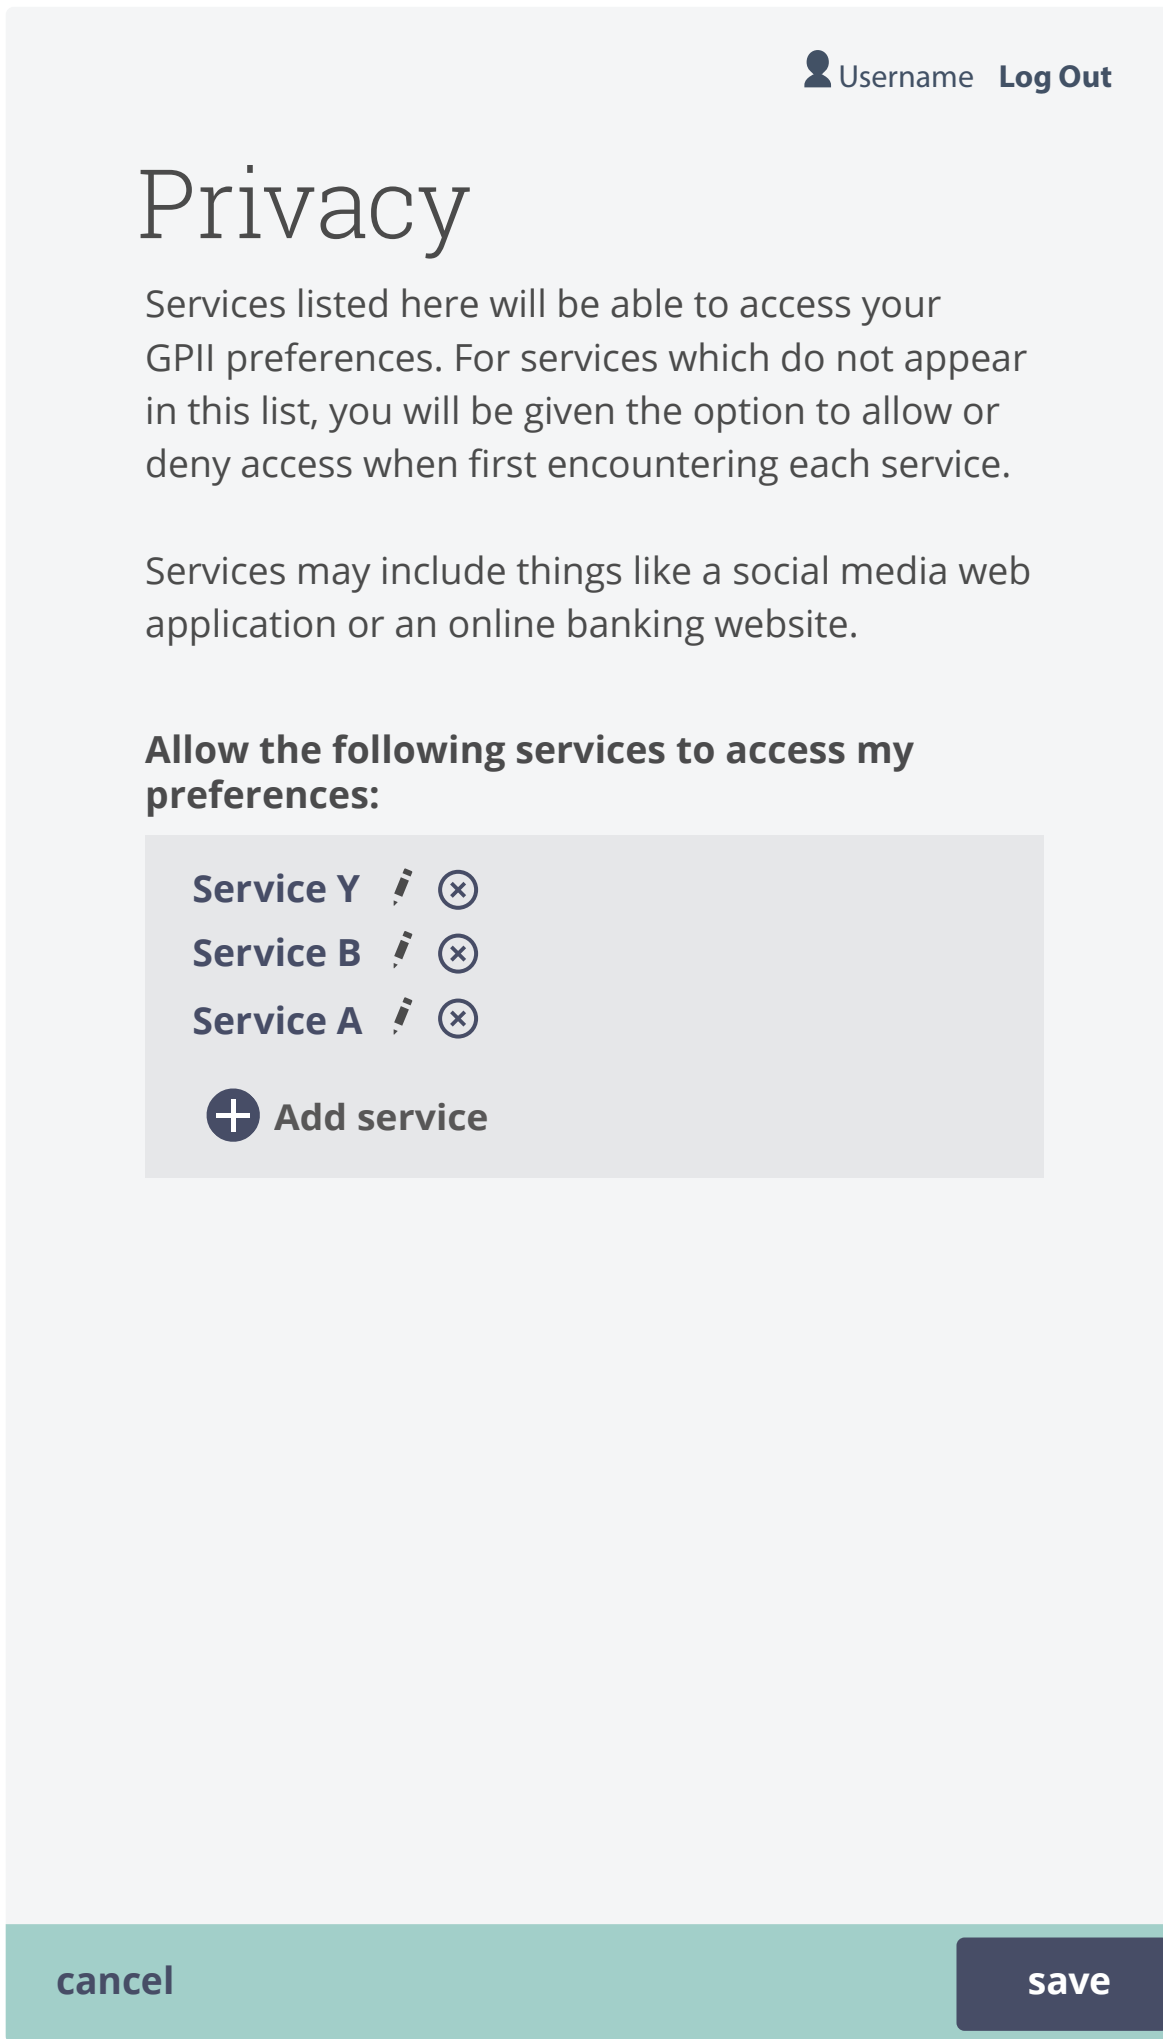 Username Log Out
Privacy
Services listed here will be able to access your
GPII preferences. For services which do not appear
in this list, you will be given the option to allow or
deny access when first encountering each service.
Services may include things like a social media web
application or an online banking website.
Allow the following services to access my
preferences:
Service Y
Service B
Service A
Add service
cancel save